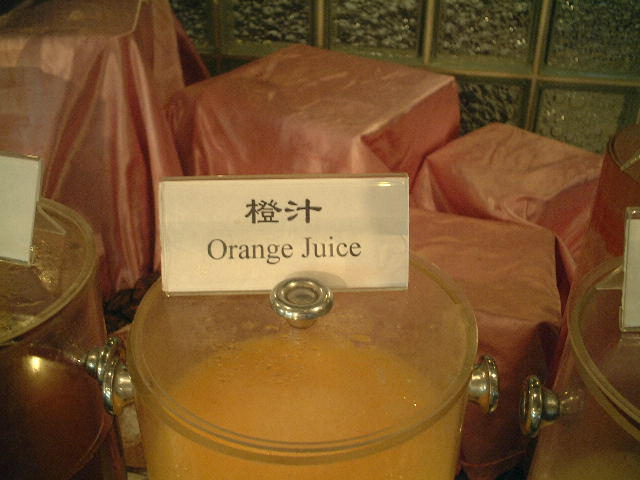 橙汁
Orange Juice